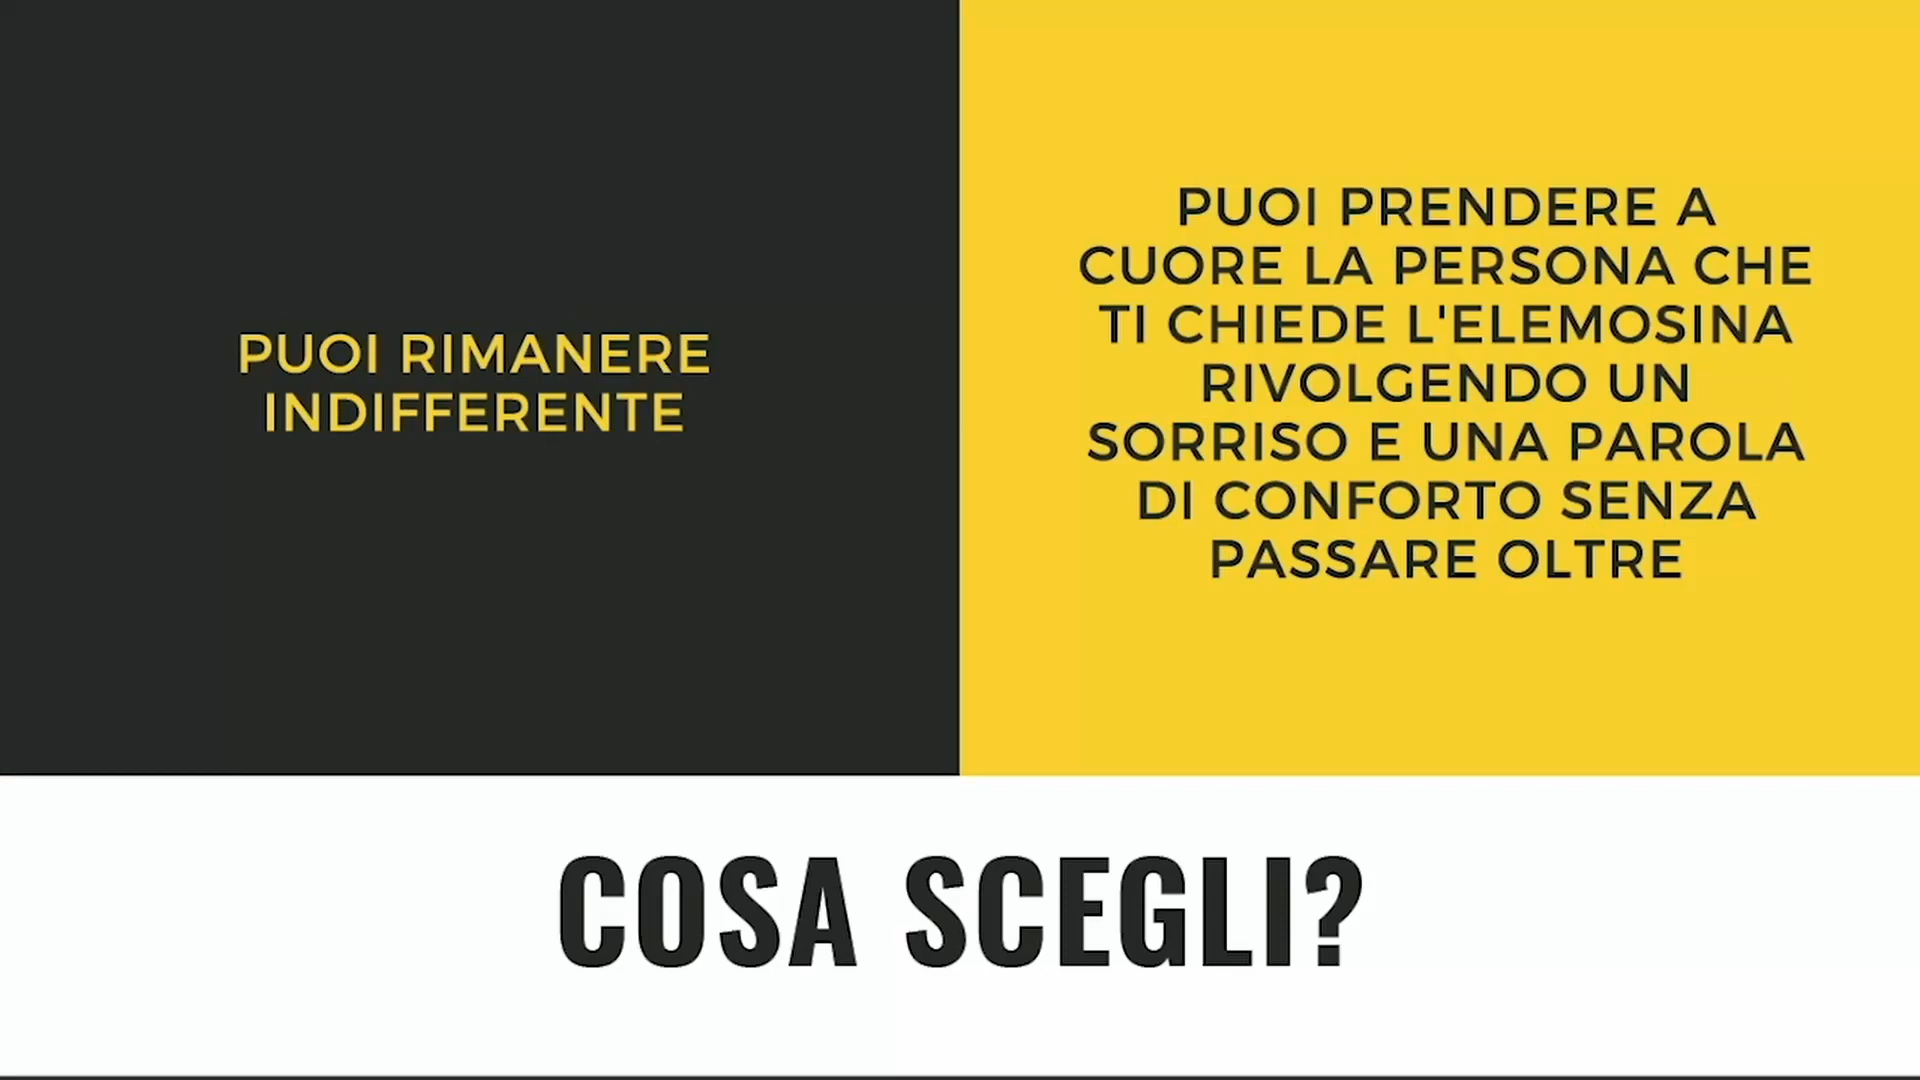 PUOI RIMANERE
INDIFFERENTE
PUOI PRENDERE A
CUORE LA PERSONA CHE
TI CHIEDE L'ELEMOSINA
RIVOLGENDO UN
SORRISO E UNA PAROLA
DI CONFORTO SENZA
PASSARE OLTRE
COSA SCEGLI?